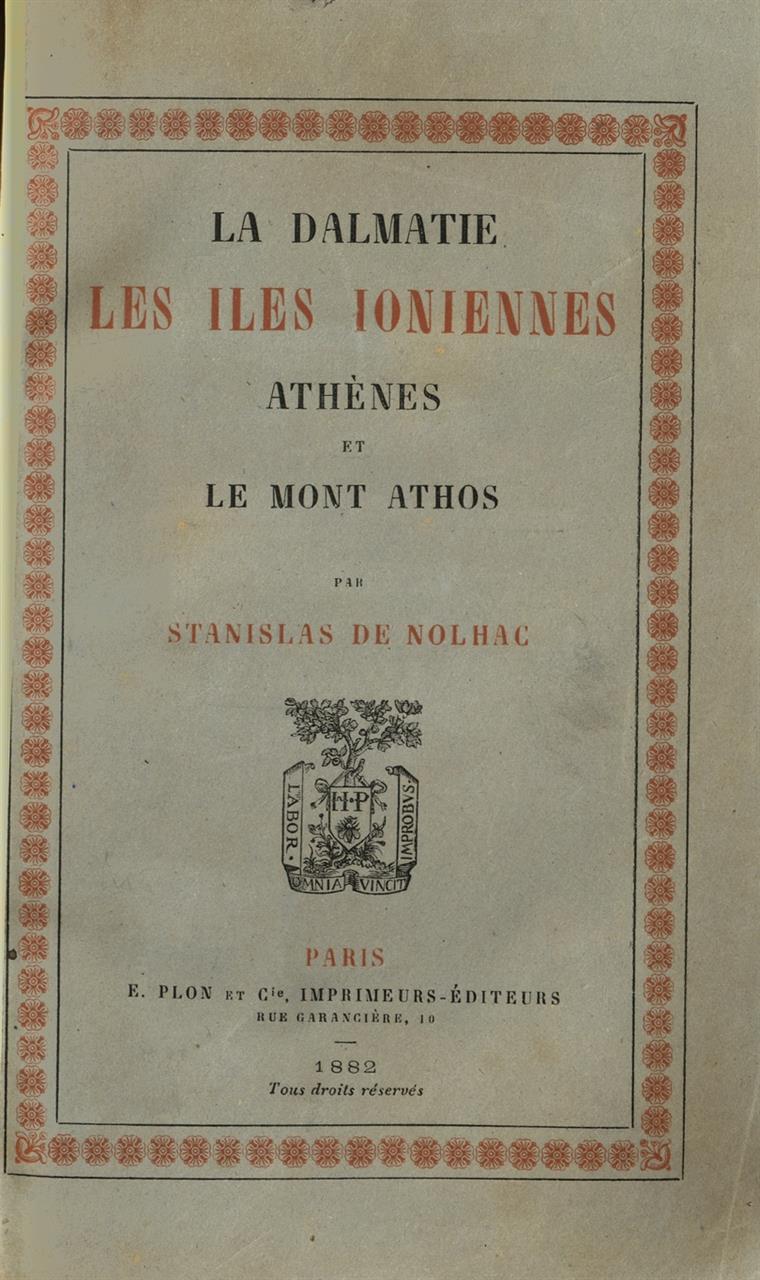 LA DALMATIE
LES ILES IONIENNES
ATHÈNES
ET
LE MONT ATHOS
PAR
STANISLAS DE NOLHAC
H·P
LABOR·
OMNIA VINCIT
IMPROBVS·
PARIS
E. PLON ET Cie, IMPRIMEURS-ÉDITEURS
RUE GARANCIÈRE, 10
1882
Tous droits réservés